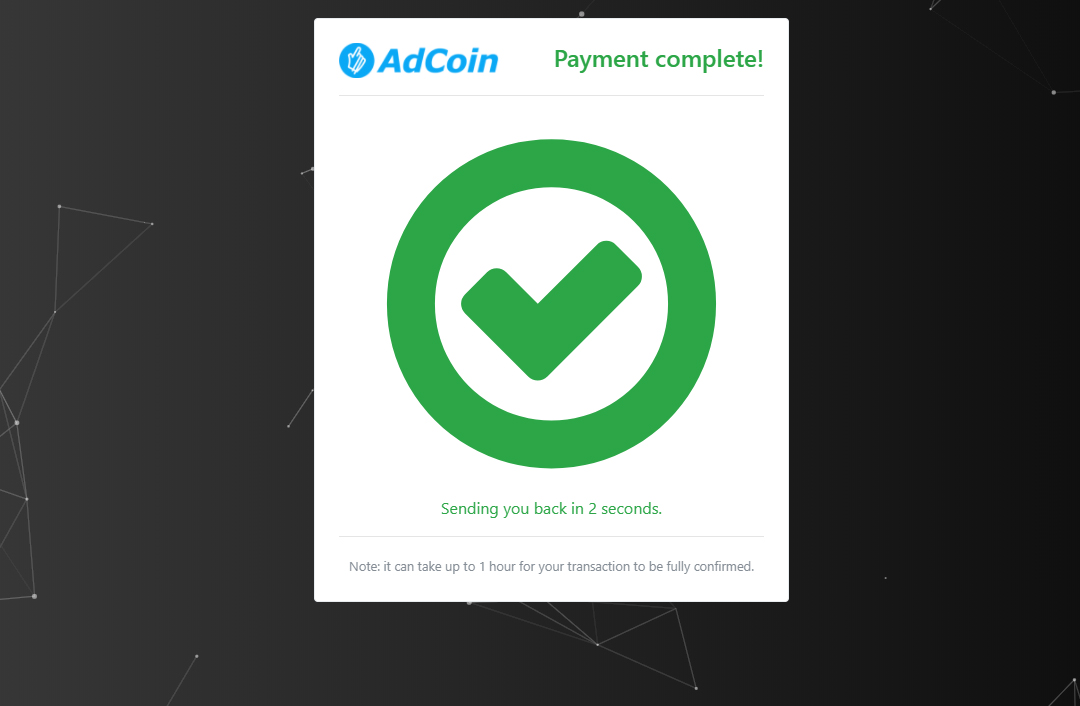 AdCoin
Payment complete!
Sending you back in 2 seconds.
Note: it can take up to 1 hour for your transaction to be fully confirmed.